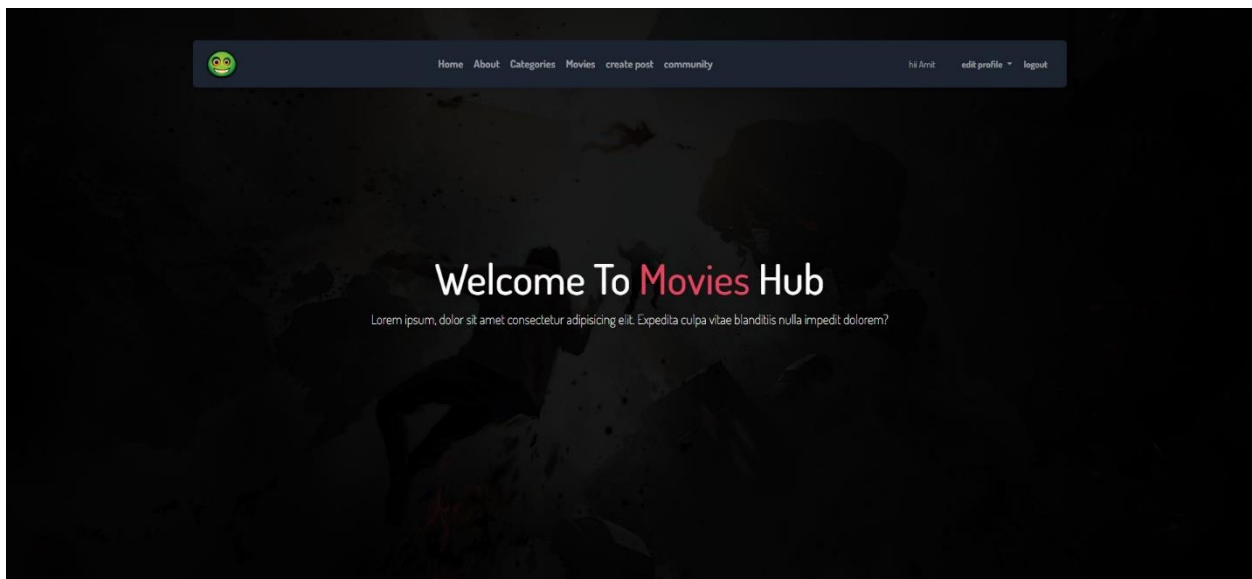 Home About Categories Movies create post community hii Amit edit profile logout
Welcome To Movies Hub
Lorem ipsum, dolor sit amet consectetur adipisicing elit. Expedita culpa vitae blanditiis nulla impedit dolorem?